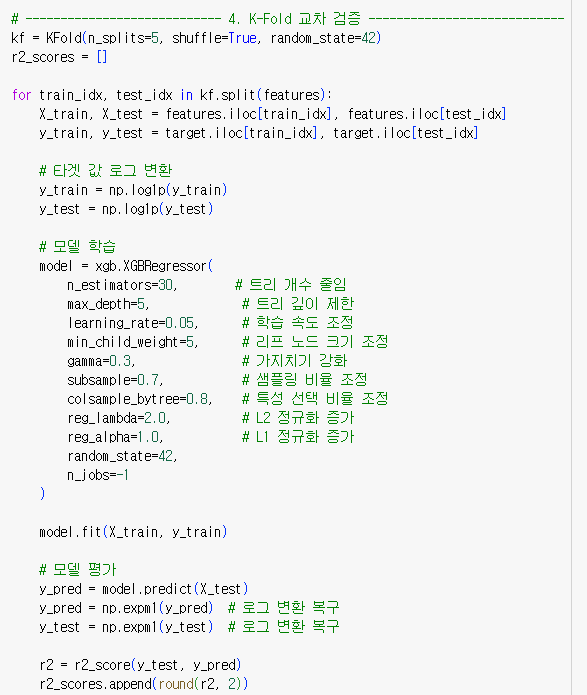 # ---------------------------- 4. K-Fold 교차 검증 ----------------------------
kf = KFold(n_splits=5, shuffle=True, random_state=42)
r2_scores = []
for train_idx, test_idx in kf.split(features):
    X_train, X_test = features.iloc[train_idx], features.iloc[test_idx]
    y_train, y_test = target.iloc[train_idx], target.iloc[test_idx]
    # 타겟 값 로그 변환
    y_train = np.log1p(y_train)
    y_test = np.log1p(y_test)
    # 모델 학습
    model = xgb.XGBRegressor(
        n_estimators=30,        # 트리 개수 줄임
        max_depth=5,            # 트리 깊이 제한
        learning_rate=0.05,     # 학습 속도 조정
        min_child_weight=5,     # 리프 노드 크기 조정
        gamma=0.3,              # 가지치기 강화
        subsample=0.7,          # 샘플링 비율 조정
        colsample_bytree=0.8,   # 특성 선택 비율 조정
        reg_lambda=2.0,         # L2 정규화 증가
        reg_alpha=1.0,          # L1 정규화 증가
        random_state=42,
        n_jobs=-1
    )
    model.fit(X_train, y_train)
    # 모델 평가
    y_pred = model.predict(X_test)
    y_pred = np.expm1(y_pred)  # 로그 변환 복구
    y_test = np.expm1(y_test)  # 로그 변환 복구
    r2 = r2_score(y_test, y_pred)
    r2_scores.append(round(r2, 2))